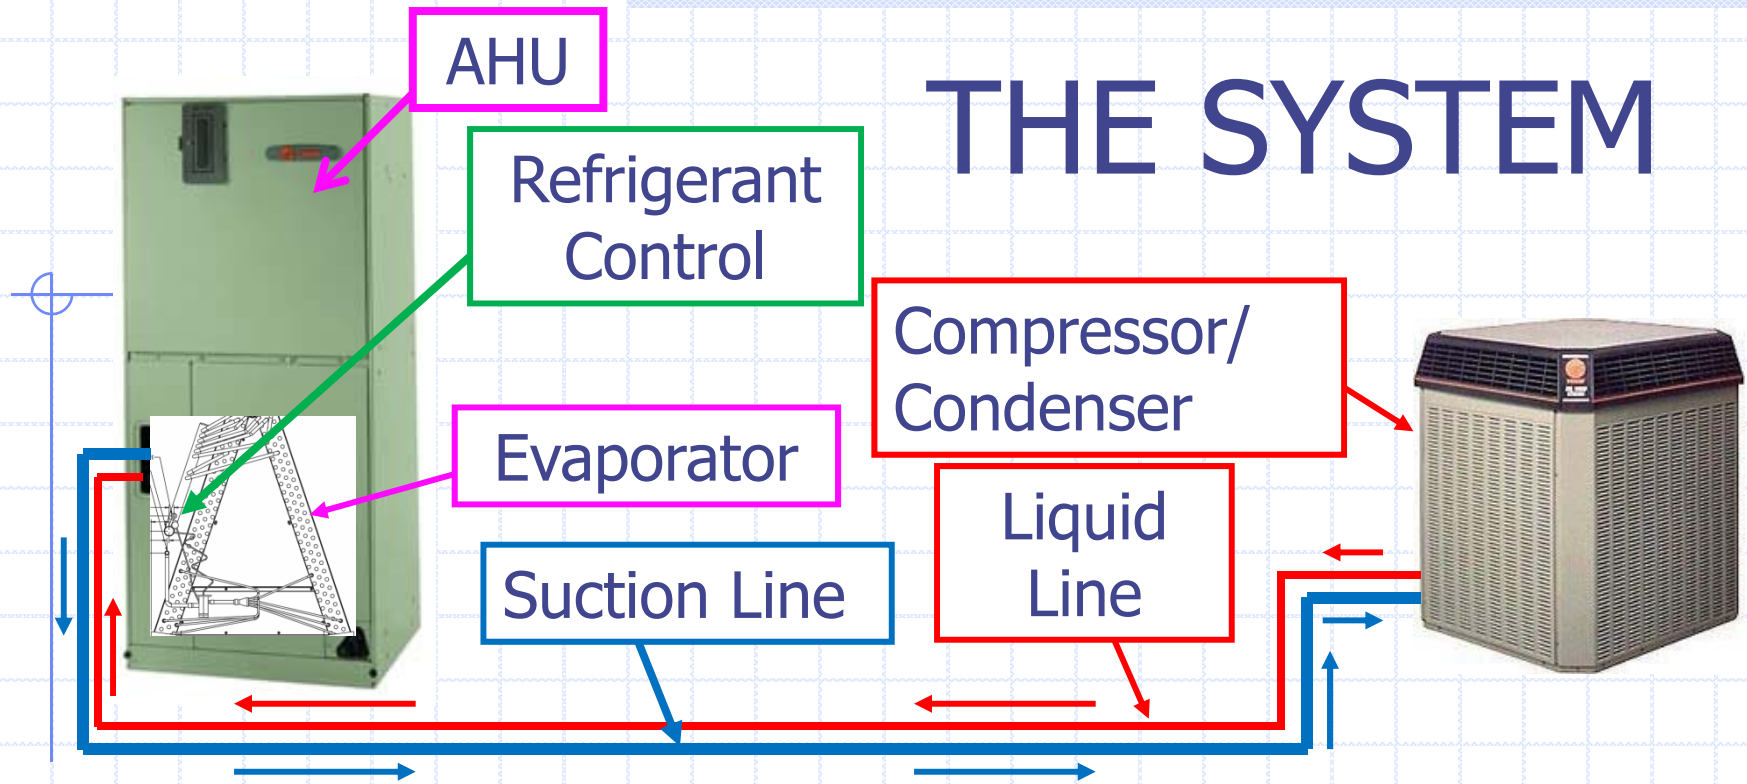 AHU
THE SYSTEM
Refrigerant
Control
Compressor/
Condenser
Evaporator
Liquid
Line
Suction Line